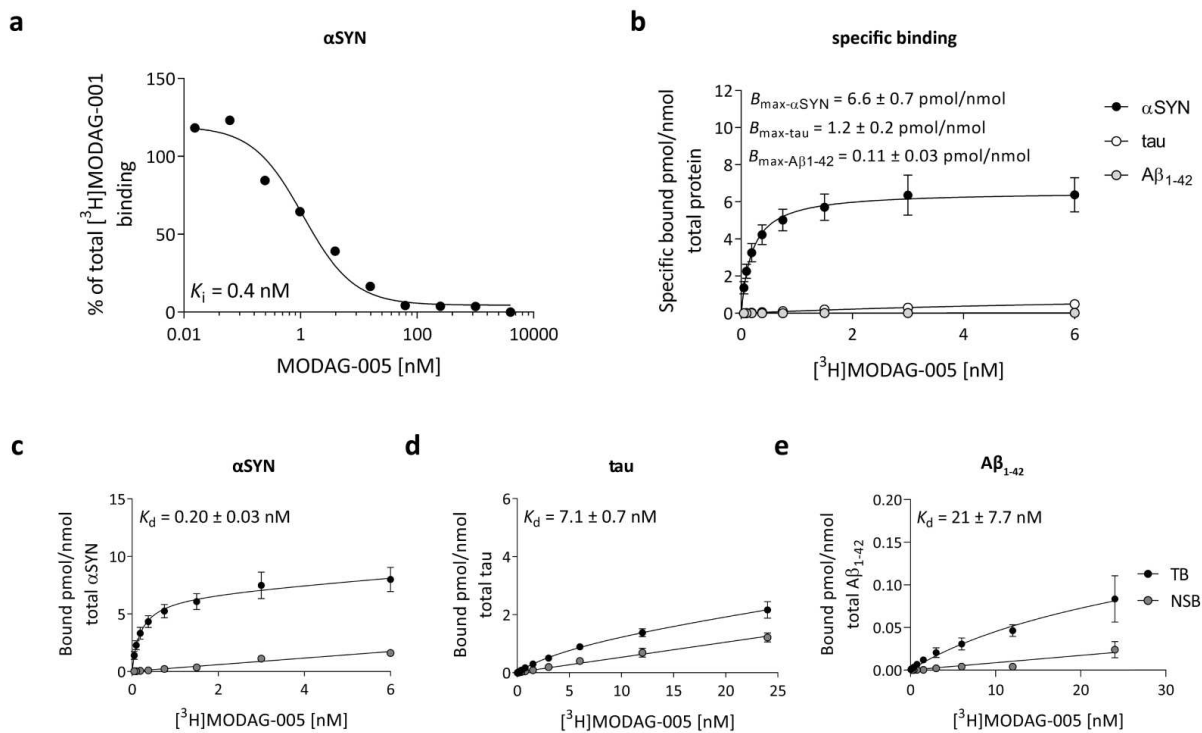 a
αSYN
% of total [³H]MODAG-001
binding
150
100
50
0
Kᵢ = 0.4 nM
0.01
1
100
10000
MODAG-005 [nM]
b
specific binding
Specific bound pmol/nmol
total protein
12
10
8
6
4
2
0
B max-αSYN = 6.6 ± 0.7 pmol/nmol
B max-tau = 1.2 ± 0.2 pmol/nmol
B max-Aβ1-42 = 0.11 ± 0.03 pmol/nmol
αSYN
tau
Aβ₁₋₄₂
0
2
4
6
[³H]MODAG-005 [nM]
c
αSYN
Bound pmol/nmol
total αSYN
15
10
5
0
K_d = 0.20 ± 0.03 nM
0
2
4
6
[³H]MODAG-005 [nM]
d
tau
Bound pmol/nmol
total tau
6
4
2
0
K_d = 7.1 ± 0.7 nM
0
5
10
15
20
25
[³H]MODAG-005 [nM]
e
Aβ₁₋₄₂
Bound pmol/nmol
total Aβ₁₋₄₂
0.20
0.15
0.10
0.05
0.00
K_d = 21 ± 7.7 nM
TB
NSB
0
10
20
30
[³H]MODAG-005 [nM]